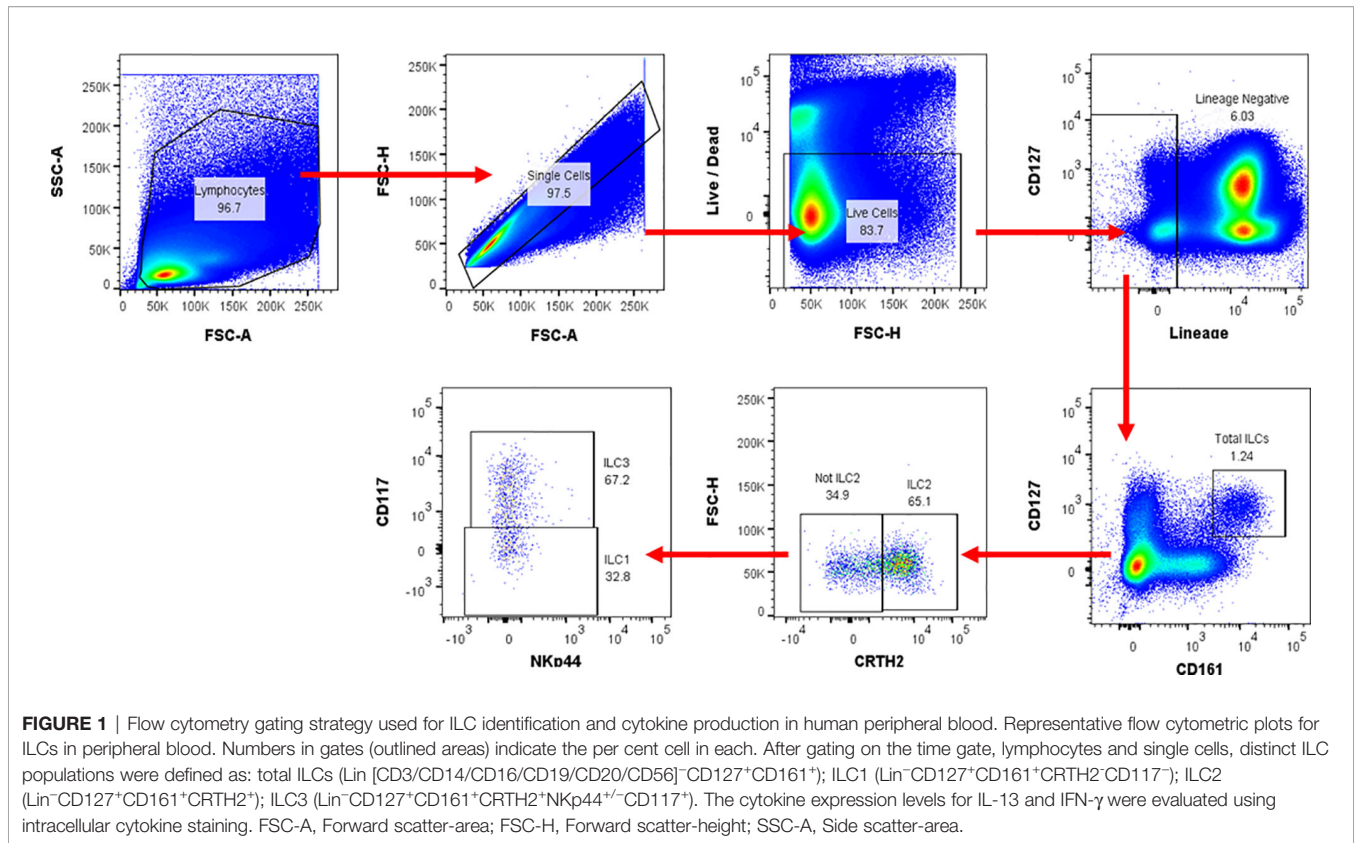 250K
200K
150K
100K
50K
0
SSC-A
Lymphocytes
96.7
0 50K 100K 150K 200K 250K
FSC-A
250K
200K
150K
100K
50K
0
FSC-H
Single Cells
97.5
0 50K 100K 150K 200K 250K
FSC-A
10^5
10^4
0
Live / Dead
Live Cells
83.7
50K 100K 150K 200K 250K
FSC-H
10^5
10^4
10^3
0
CD127
Lineage Negative
6.03
0 10^4 10^5
Lineage
10^5
10^4
10^3
0
-10^3
CD117
ILC3
67.2
ILC1
32.8
-10^3 0 10^3 10^4 10^5
NKp44
250K
200K
150K
100K
50K
0
FSC-H
Not ILC2
34.9
ILC2
65.1
-10^4 0 10^4 10^5
CRTH2
10^5
10^4
10^3
0
CD127
Total ILCs
1.24
0 10^3 10^4 10^5
CD161
FIGURE 1 | Flow cytometry gating strategy used for ILC identification and cytokine production in human peripheral blood. Representative flow cytometric plots for
ILCs in peripheral blood. Numbers in gates (outlined areas) indicate the per cent cell in each. After gating on the time gate, lymphocytes and single cells, distinct ILC
populations were defined as: total ILCs (Lin [CD3/CD14/CD16/CD19/CD20/CD56]⁻CD127⁺CD161⁺); ILC1 (Lin⁻CD127⁺CD161⁺CRTH2⁻CD117⁻); ILC2
(Lin⁻CD127⁺CD161⁺CRTH2⁺); ILC3 (Lin⁻CD127⁺CD161⁺CRTH2⁺NKp44⁺/⁻CD117⁺). The cytokine expression levels for IL-13 and IFN-γ were evaluated using
intracellular cytokine staining. FSC-A, Forward scatter-area; FSC-H, Forward scatter-height; SSC-A, Side scatter-area.